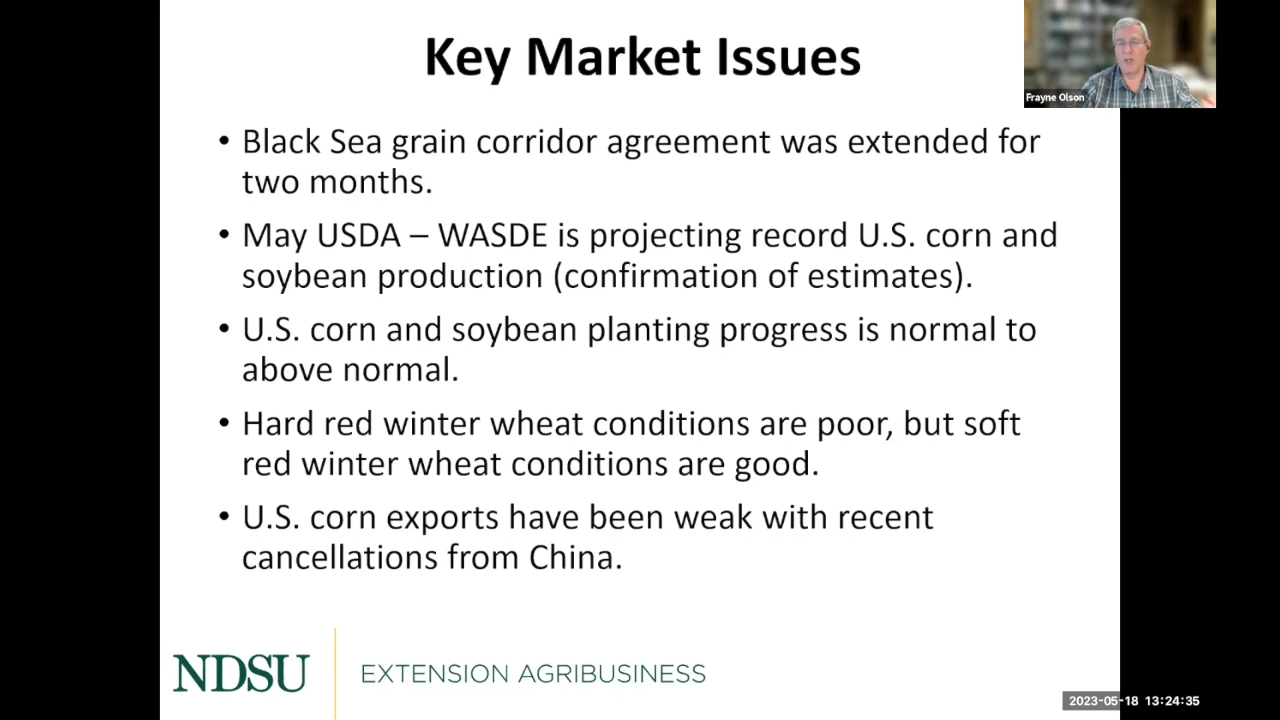 Key Market Issues
Frayne Olson
• Black Sea grain corridor agreement was extended for
two months.
• May USDA – WASDE is projecting record U.S. corn and
soybean production (confirmation of estimates).
• U.S. corn and soybean planting progress is normal to
above normal.
• Hard red winter wheat conditions are poor, but soft
red winter wheat conditions are good.
• U.S. corn exports have been weak with recent
cancellations from China.
NDSU EXTENSION AGRIBUSINESS
2023-05-18 13:24:35